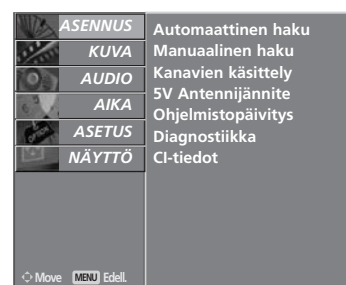 ASENNUS
KUVA
AUDIO
AIKA
ASETUS
NÄYTTÖ
Automaattinen haku
Manuaalinen haku
Kanavien käsittely
5V Antennijännite
Ohjelmistopäivitys
Diagnostiikka
CI-tiedot
Move MENU Edell.